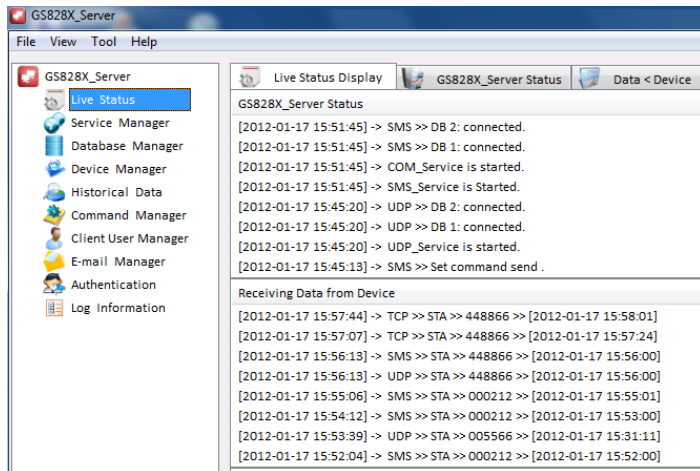 GS828X_Server
File View Tool Help
GS828X_Server
Live Status
Service Manager
Database Manager
Device Manager
Historical Data
Command Manager
Client User Manager
E-mail Manager
Authentication
Log Information
Live Status Display GS828X_Server Status Data < Device
GS828X_Server Status
[2012-01-17 15:51:45] -> SMS >> DB 2: connected.
[2012-01-17 15:51:45] -> SMS >> DB 1: connected.
[2012-01-17 15:51:45] -> COM_Service is started.
[2012-01-17 15:51:45] -> SMS_Service is Started.
[2012-01-17 15:45:20] -> UDP >> DB 2: connected.
[2012-01-17 15:45:20] -> UDP >> DB 1: connected.
[2012-01-17 15:45:20] -> UDP_Service is started.
[2012-01-17 15:45:13] -> SMS >> Set command send .
Receiving Data from Device
[2012-01-17 15:57:44] -> TCP >> STA >> 448866 >> [2012-01-17 15:58:01]
[2012-01-17 15:57:07] -> TCP >> STA >> 448866 >> [2012-01-17 15:57:24]
[2012-01-17 15:56:13] -> SMS >> STA >> 448866 >> [2012-01-17 15:56:00]
[2012-01-17 15:56:13] -> UDP >> STA >> 448866 >> [2012-01-17 15:56:00]
[2012-01-17 15:55:06] -> SMS >> STA >> 000212 >> [2012-01-17 15:55:01]
[2012-01-17 15:54:12] -> SMS >> STA >> 000212 >> [2012-01-17 15:53:00]
[2012-01-17 15:53:39] -> UDP >> STA >> 005566 >> [2012-01-17 15:31:11]
[2012-01-17 15:52:04] -> SMS >> STA >> 000212 >> [2012-01-17 15:52:00]